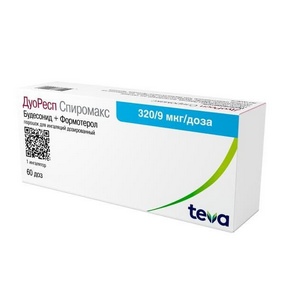 ДуоРесп Спиромакс
320/9 мкг/доза
Будесонид + Формотерол
порошок для ингаляций дозированный
1 ингалятор
60 доз
teva